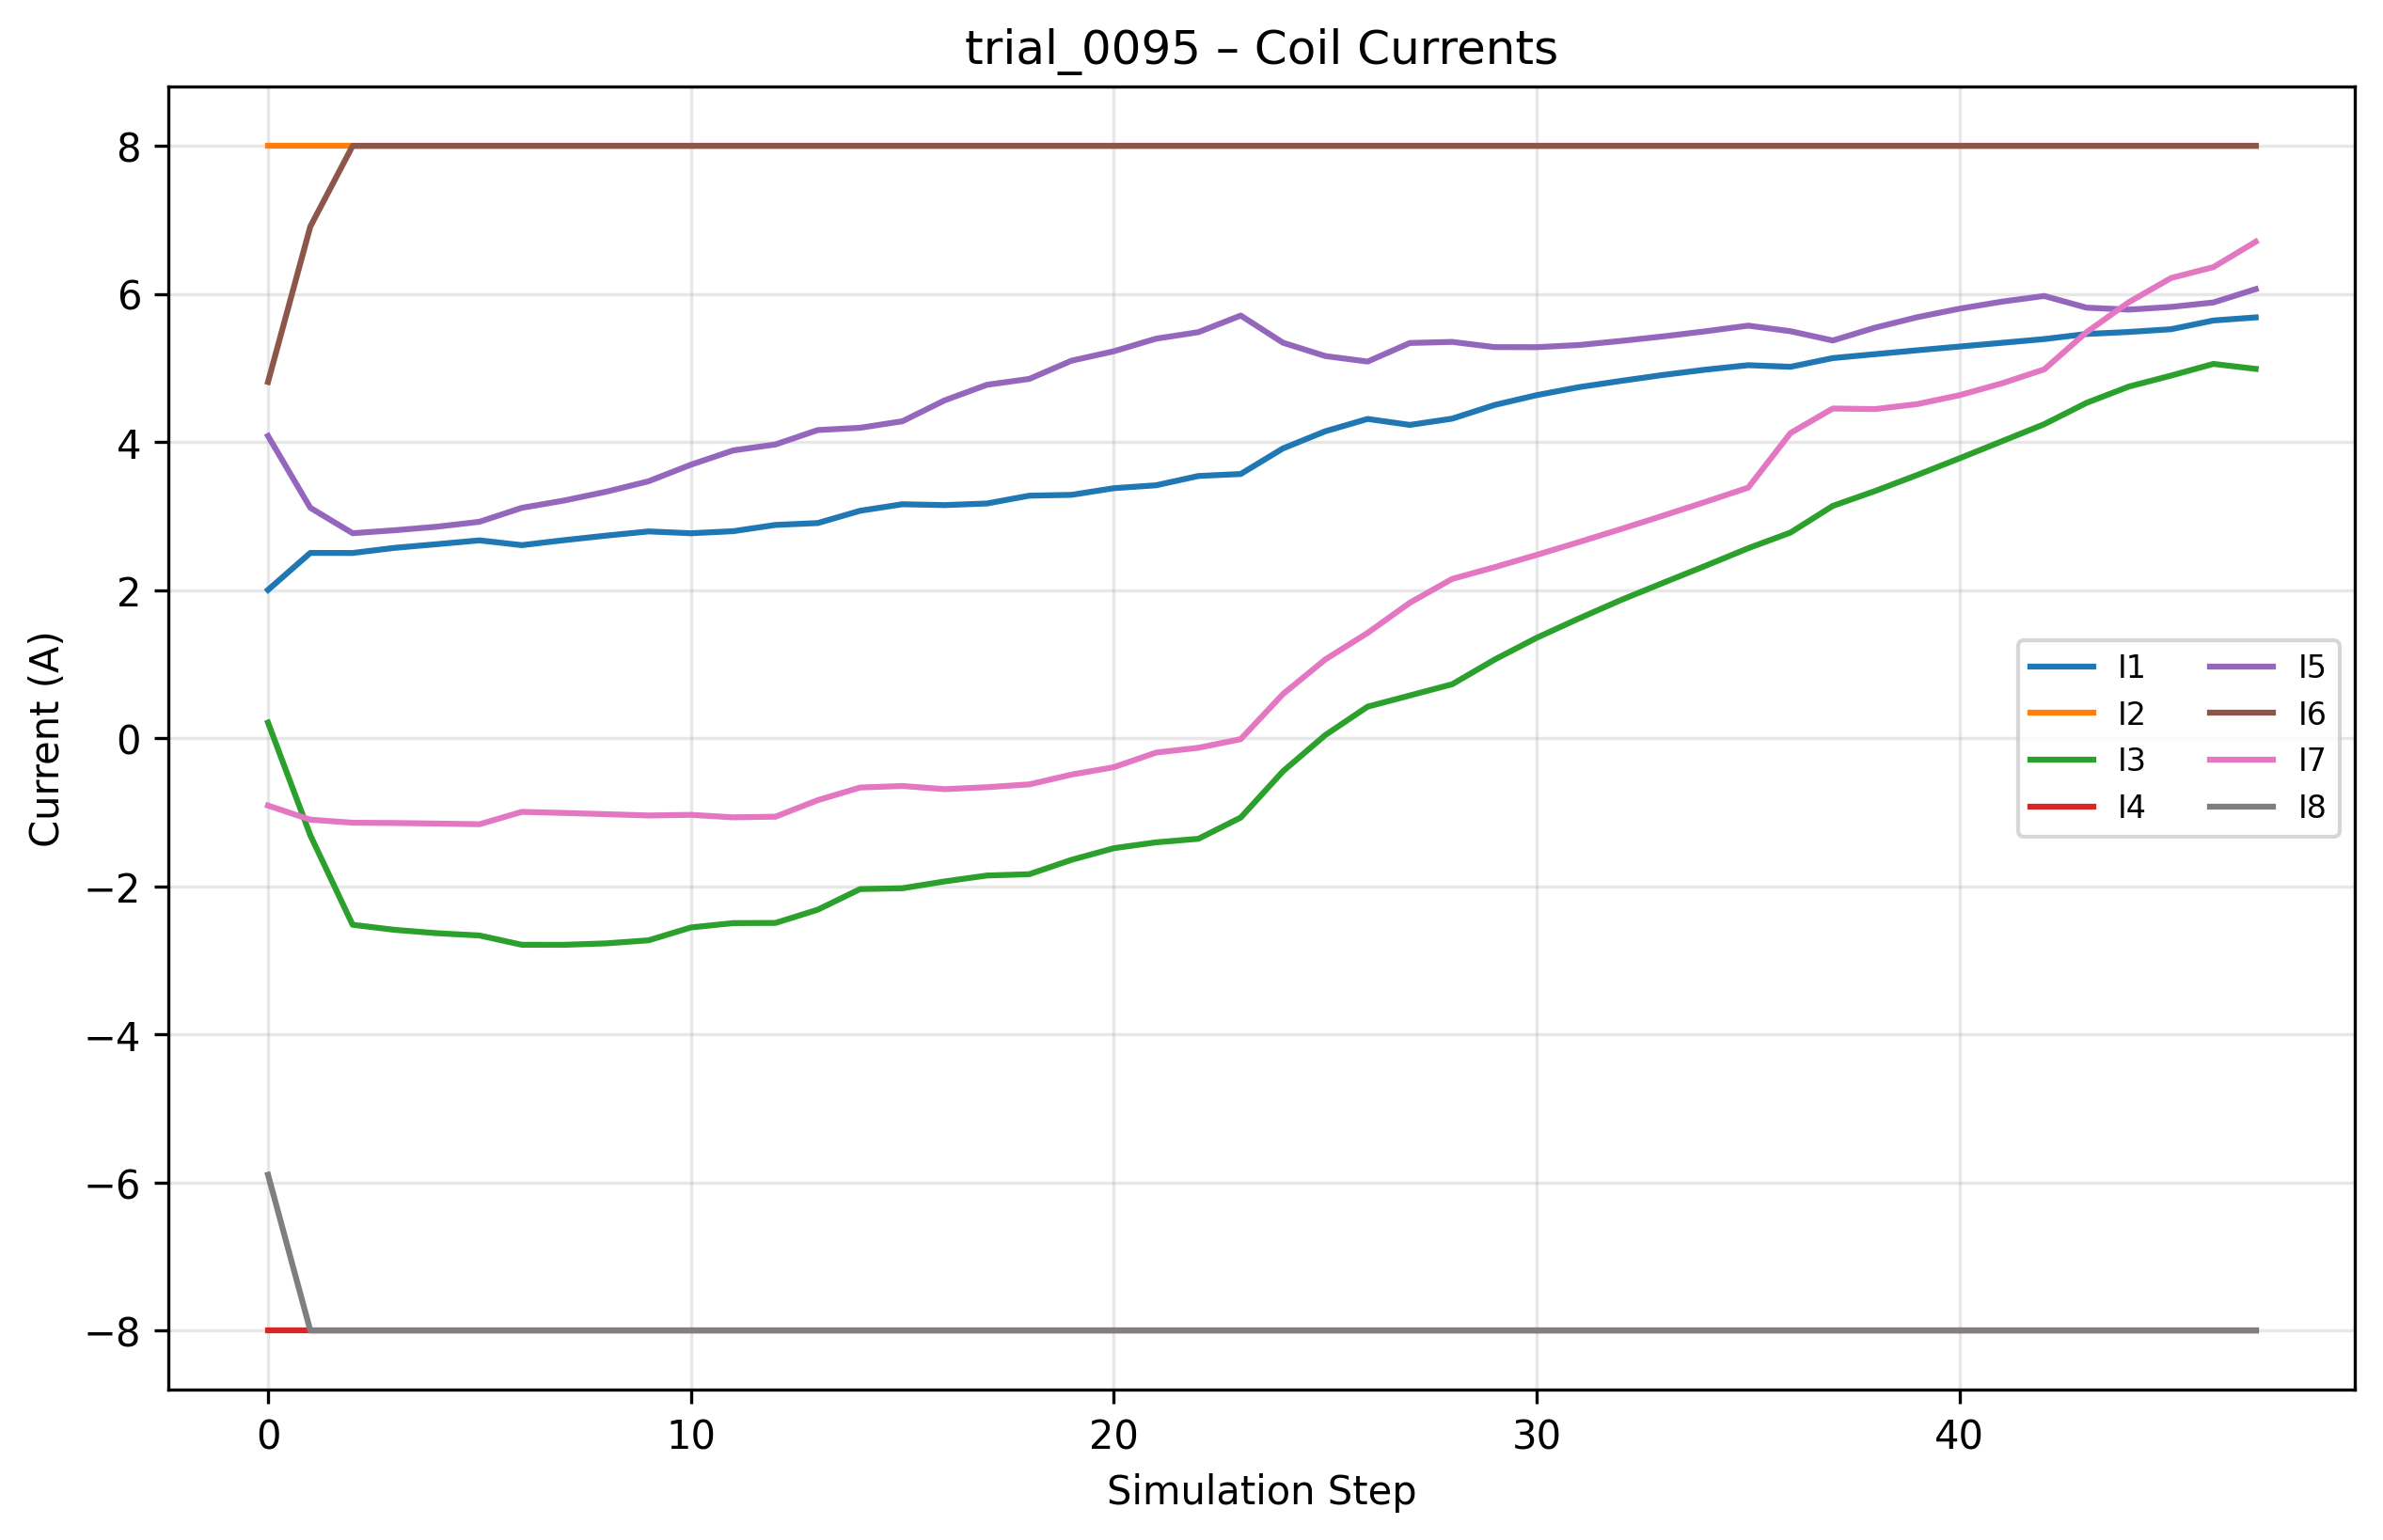 trial_0095 – Coil Currents
Current (A)
8
6
4
2
0
−2
−4
−6
−8
I1
I2
I3
I4
I5
I6
I7
I8
0 10 20 30 40
Simulation Step